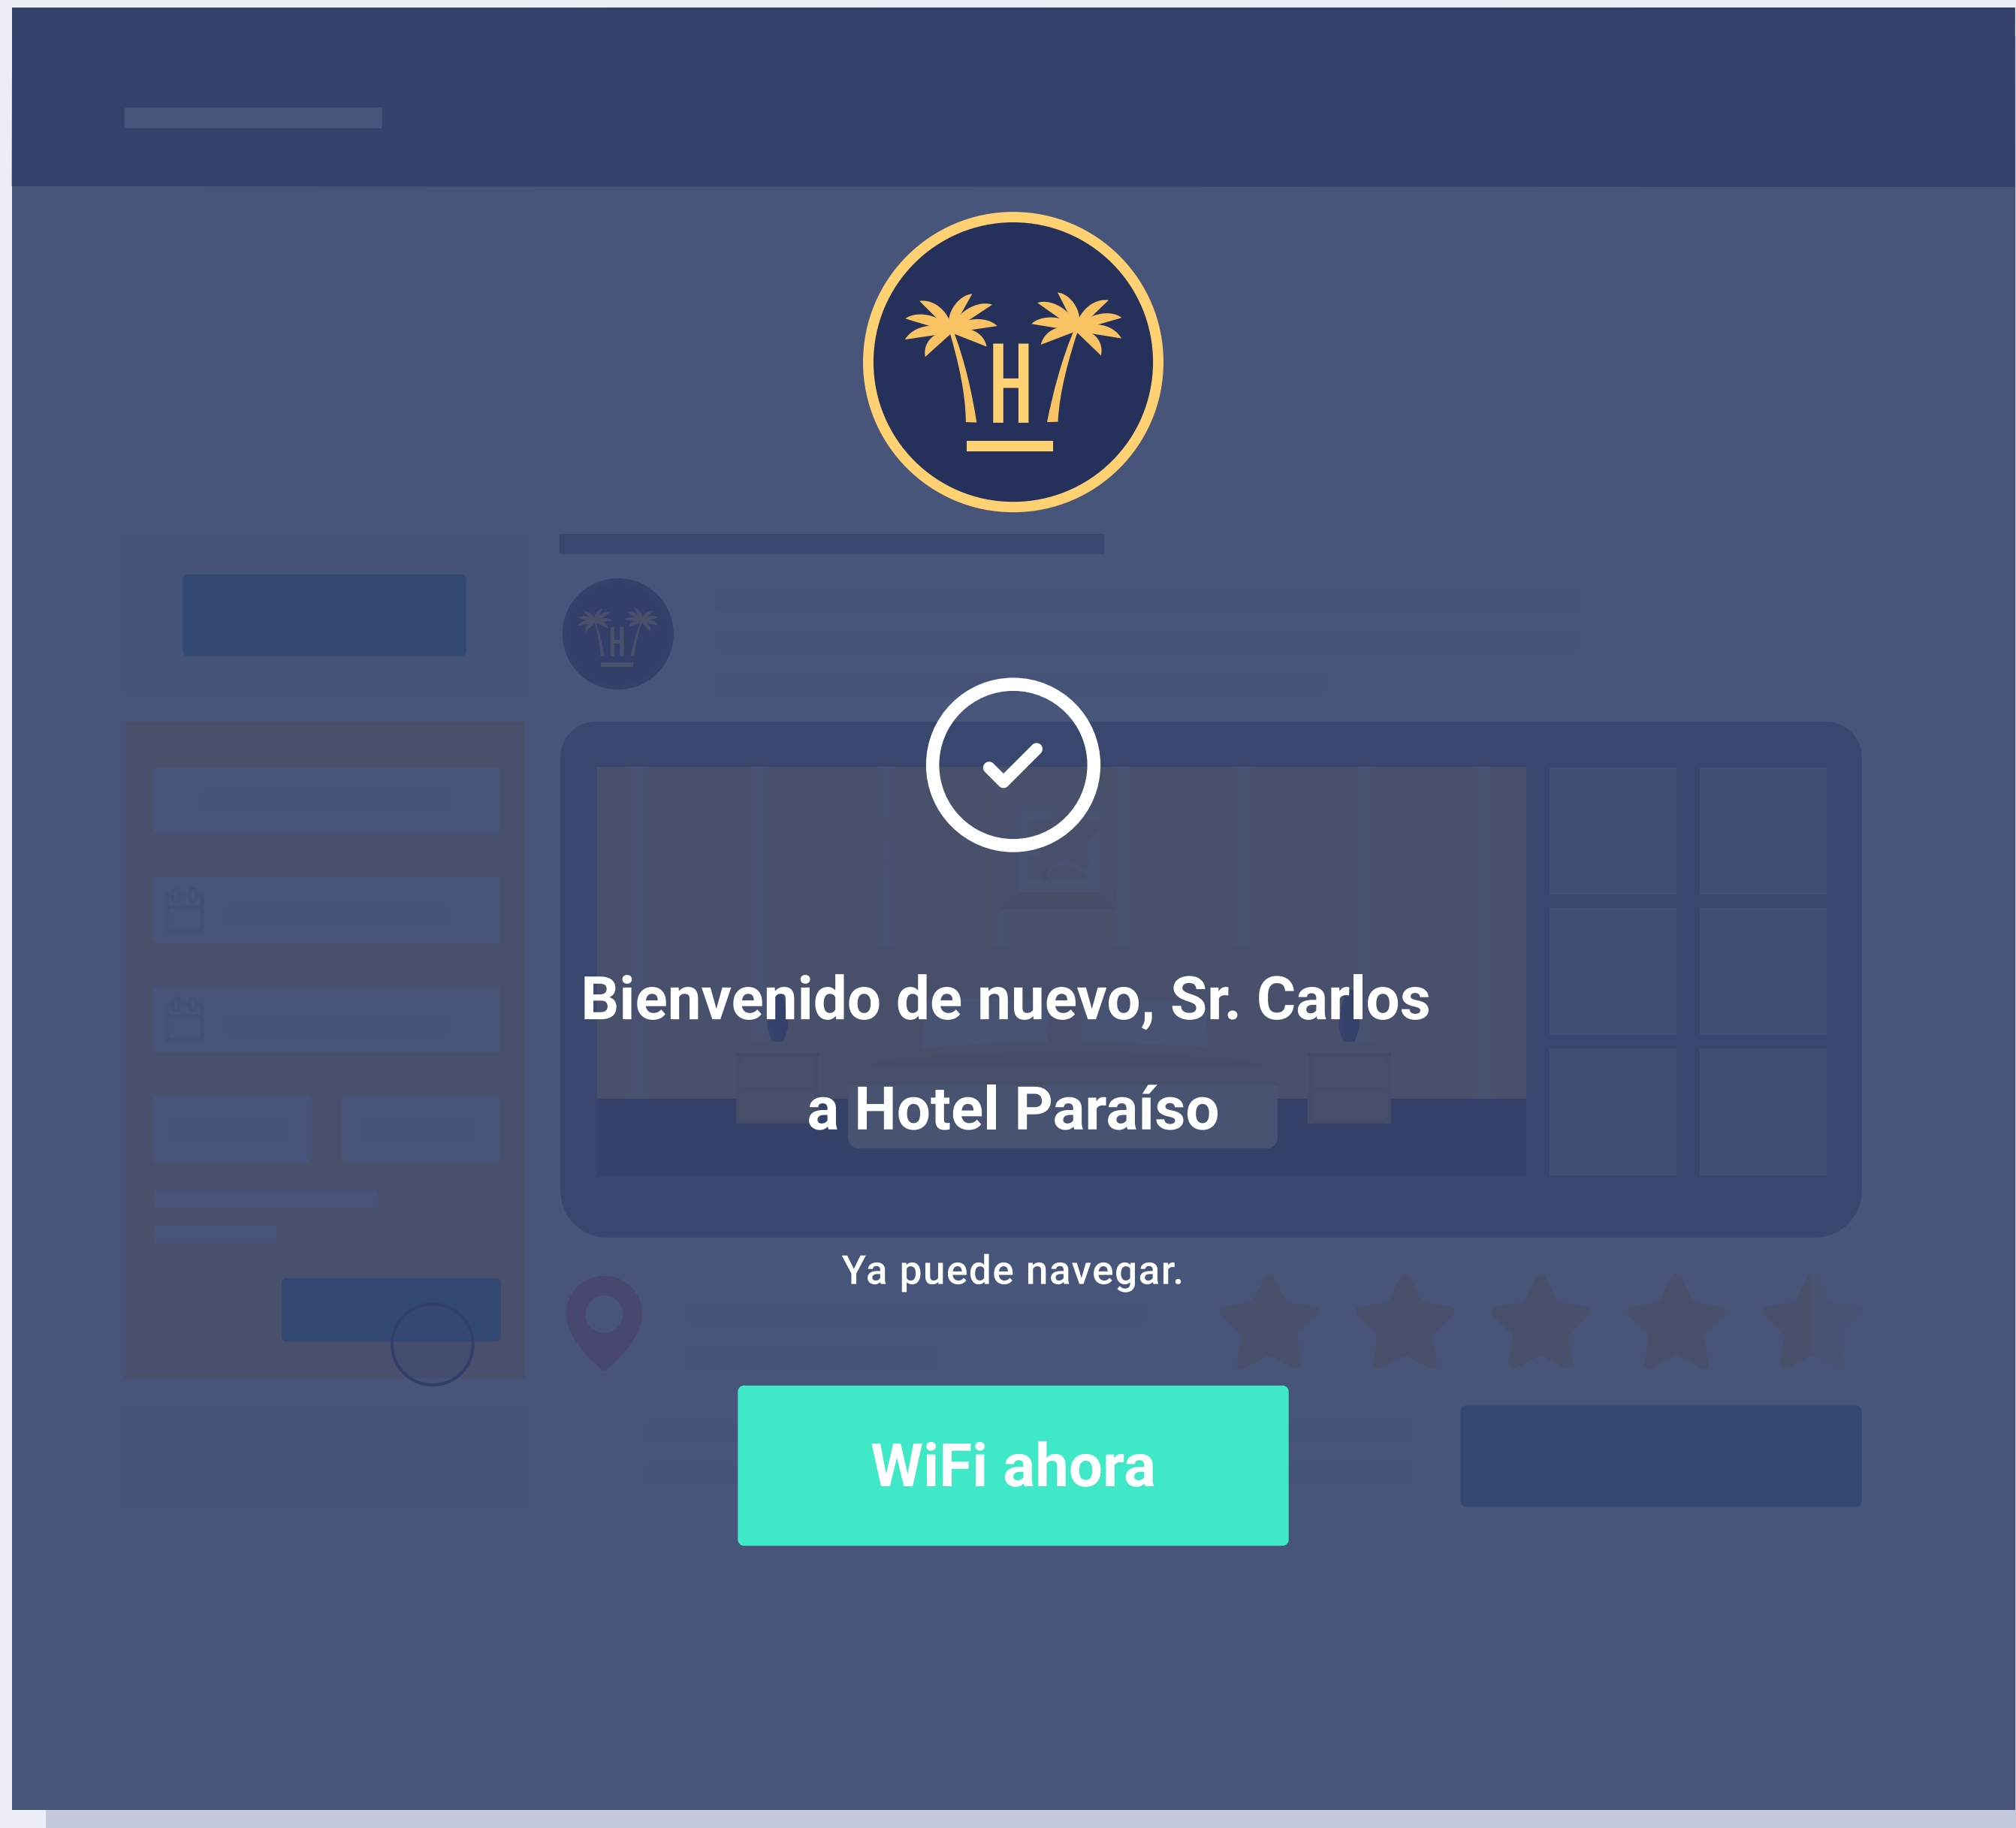 H
Bienvenido de nuevo, Sr. Carlos
a Hotel Paraíso
Ya puede navegar.
WiFi ahora